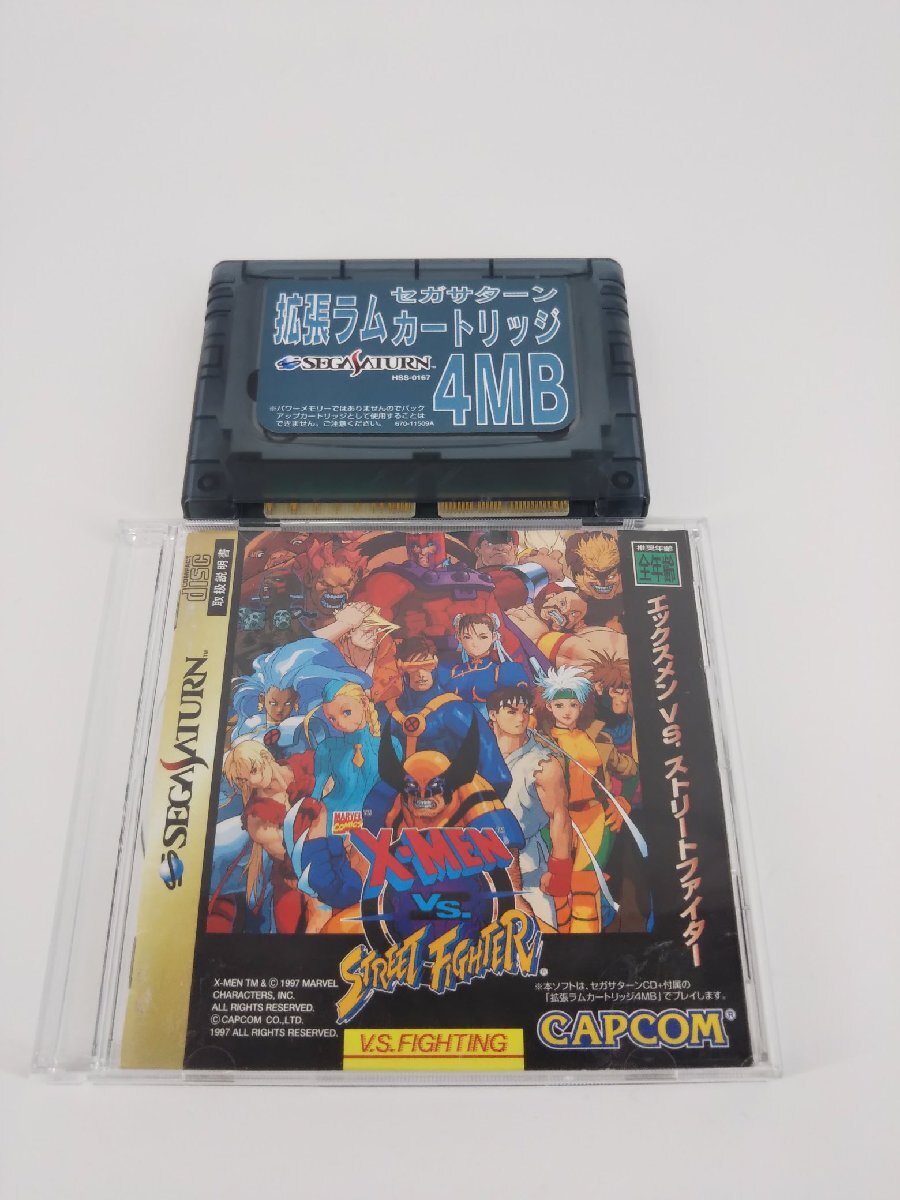 セガサターン
拡張ラムカートリッジ
SEGA SATURN™
HSS-0167
4MB
※パワーメモリーではありませんのでバック
アップカートリッジとして使用することは
できません。ご注意ください。 670-11509A
COMPACT
disc
取扱説明書
SEGA SATURN™
推奨年齢
全年齢
エックスメン VS. ストリートファイター
MARVEL
COMICS
X-MEN™
VS.
STREET FIGHTER®
X-MEN TM & © 1997 MARVEL
CHARACTERS, INC.
ALL RIGHTS RESERVED.
© CAPCOM CO.,LTD.
1997 ALL RIGHTS RESERVED.
※本ソフトは、セガサターンCD+付属の
「拡張ラムカートリッジ4MB」でプレイします。
V.S. FIGHTING
CAPCOM®